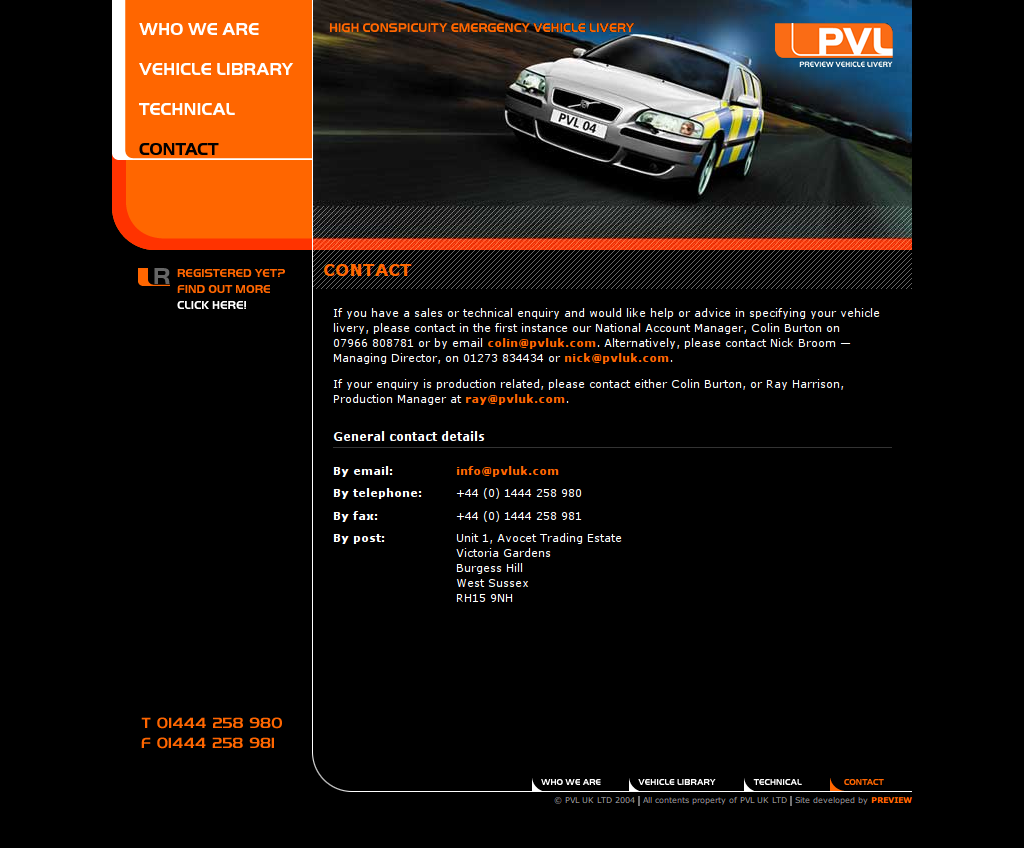 WHO WE ARE
VEHICLE LIBRARY
TECHNICAL
CONTACT
HIGH CONSPICUITY EMERGENCY VEHICLE LIVERY
PVL
PREVIEW VEHICLE LIVERY
PVL 04
R REGISTERED YET?
FIND OUT MORE
CLICK HERE!
CONTACT
If you have a sales or technical enquiry and would like help or advice in specifying your vehicle
livery, please contact in the first instance our National Account Manager, Colin Burton on
07966 808781 or by email colin@pvluk.com. Alternatively, please contact Nick Broom —
Managing Director, on 01273 834434 or nick@pvluk.com.
If your enquiry is production related, please contact either Colin Burton, or Ray Harrison,
Production Manager at ray@pvluk.com.
General contact details
By email: info@pvluk.com
By telephone: +44 (0) 1444 258 980
By fax: +44 (0) 1444 258 981
By post: Unit 1, Avocet Trading Estate
Victoria Gardens
Burgess Hill
West Sussex
RH15 9NH
T 01444 258 980
F 01444 258 981
WHO WE ARE VEHICLE LIBRARY TECHNICAL CONTACT
© PVL UK LTD 2004 | All contents property of PVL UK LTD | Site developed by PREVIEW